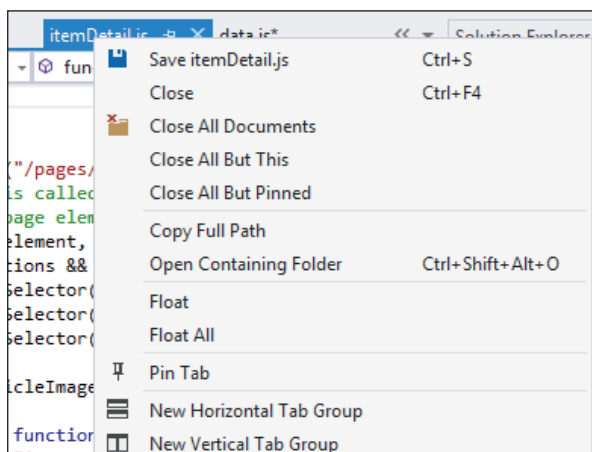 itemDetail.js data.js* Solution Explorer
func
Save itemDetail.js Ctrl+S
Close Ctrl+F4
Close All Documents
Close All But This
("/pages/
Close All But Pinned
is called
page elem
Copy Full Path
element,
Open Containing Folder Ctrl+Shift+Alt+O
tions &&
Selector(
Float
Selector(
Float All
Selector(
Pin Tab
icleImage
New Horizontal Tab Group
function
New Vertical Tab Group